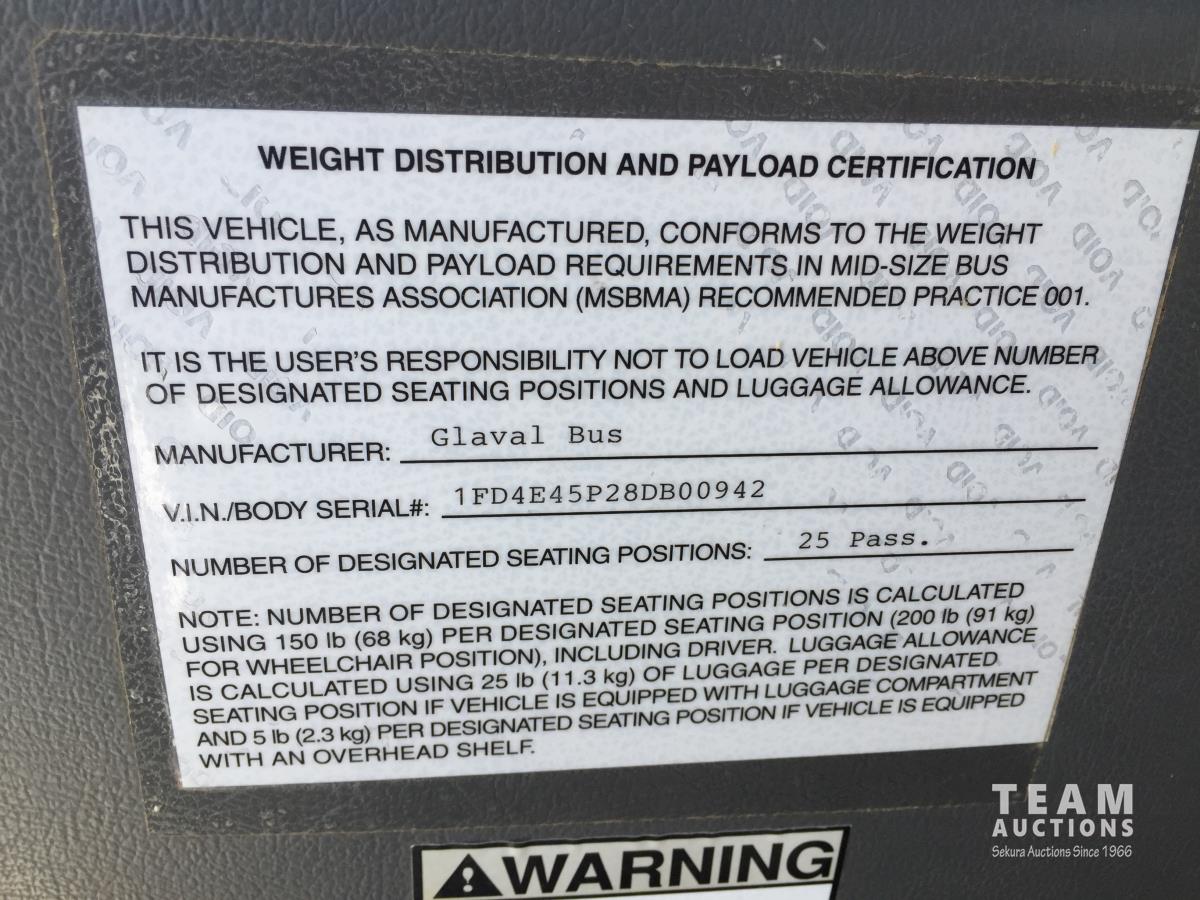 WEIGHT DISTRIBUTION AND PAYLOAD CERTIFICATION
THIS VEHICLE, AS MANUFACTURED, CONFORMS TO THE WEIGHT
DISTRIBUTION AND PAYLOAD REQUIREMENTS IN MID-SIZE BUS
MANUFACTURES ASSOCIATION (MSBMA) RECOMMENDED PRACTICE 001.
IT IS THE USER'S RESPONSIBILITY NOT TO LOAD VEHICLE ABOVE NUMBER
OF DESIGNATED SEATING POSITIONS AND LUGGAGE ALLOWANCE.
MANUFACTURER: Glaval Bus
V.I.N./BODY SERIAL#: 1FD4E45P28DB00942
NUMBER OF DESIGNATED SEATING POSITIONS: 25 Pass.
NOTE: NUMBER OF DESIGNATED SEATING POSITIONS IS CALCULATED
USING 150 lb (68 kg) PER DESIGNATED SEATING POSITION (200 lb (91 kg)
FOR WHEELCHAIR POSITION), INCLUDING DRIVER. LUGGAGE ALLOWANCE
IS CALCULATED USING 25 lb (11.3 kg) OF LUGGAGE PER DESIGNATED
SEATING POSITION IF VEHICLE IS EQUIPPED WITH LUGGAGE COMPARTMENT
AND 5 lb (2.3 kg) PER DESIGNATED SEATING POSITION IF VEHICLE IS EQUIPPED
WITH AN OVERHEAD SHELF.
WARNING
TEAM
AUCTIONS
Sekura Auctions Since 1966